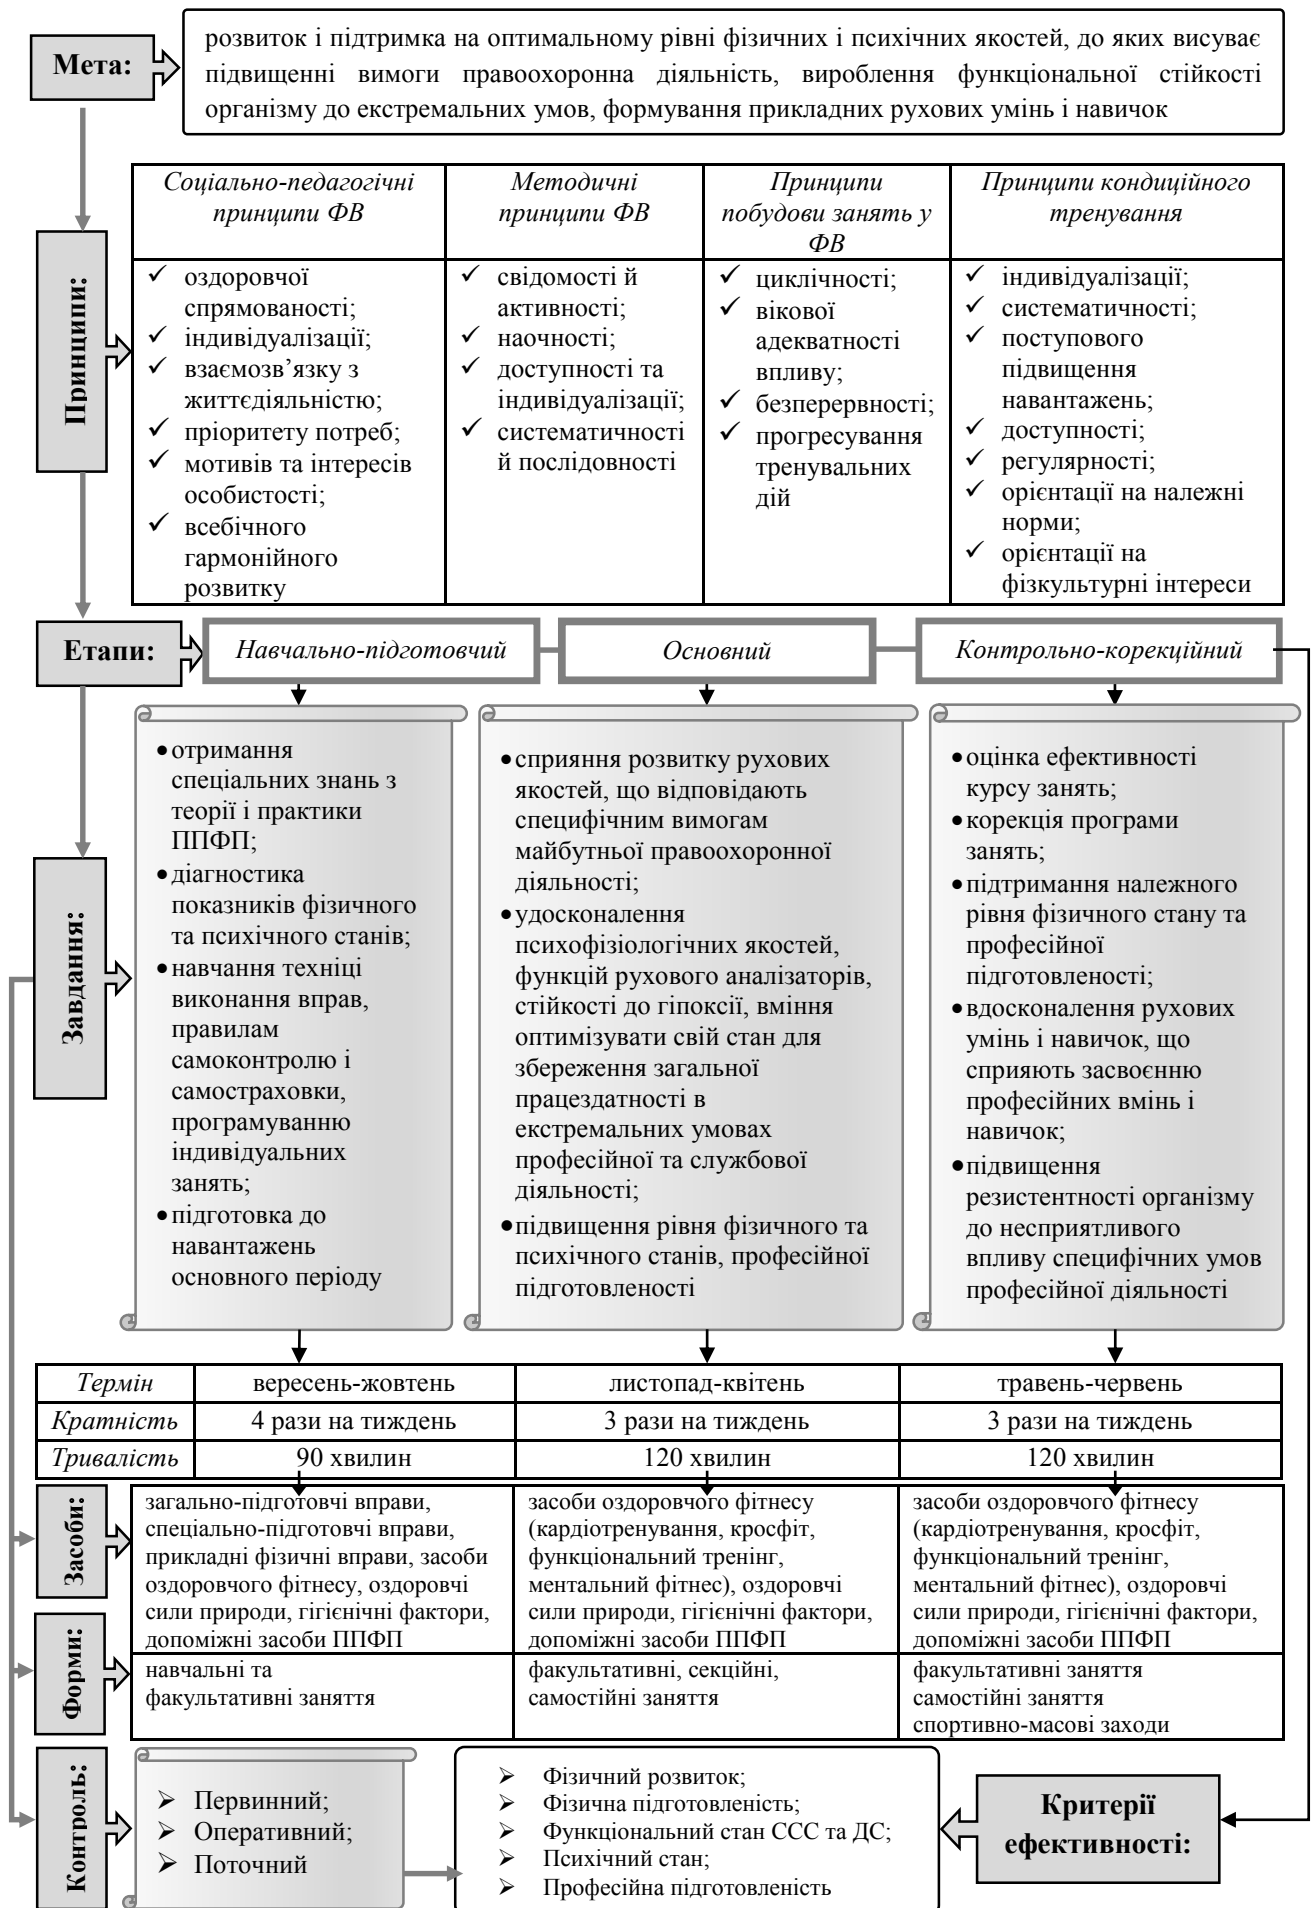 Мета:
розвиток і підтримка на оптимальному рівні фізичних і психічних якостей, до яких висуває
підвищенні вимоги правоохоронна діяльність, вироблення функціональної стійкості
організму до екстремальних умов, формування прикладних рухових умінь і навичок
Принципи:
Соціально-педагогічні
принципи ФВ
✓ оздоровчої
спрямованості;
✓ індивідуалізації;
✓ взаємозв’язку з
життєдіяльністю;
✓ пріоритету потреб;
✓ мотивів та інтересів
особистості;
✓ всебічного
гармонійного
розвитку
Методичні
принципи ФВ
✓ свідомості й
активності;
✓ наочності;
✓ доступності та
індивідуалізації;
✓ систематичності
й послідовності
Принципи
побудови занять у
ФВ
✓ циклічності;
✓ вікової
адекватності
впливу;
✓ безперервності;
✓ прогресування
тренувальних
дій
Принципи кондиційного
тренування
✓ індивідуалізації;
✓ систематичності;
✓ поступового
підвищення
навантажень;
✓ доступності;
✓ регулярності;
✓ орієнтації на належні
норми;
✓ орієнтації на
фізкультурні інтереси
Етапи:
Навчально-підготовчий
Основний
Контрольно-корекційний
Завдання:
• отримання
спеціальних знань з
теорії і практики
ППФП;
• діагностика
показників фізичного
та психічного станів;
• навчання техніці
виконання вправ,
правилам
самоконтролю і
самостраховки,
програмуванню
індивідуальних
занять;
• підготовка до
навантажень
основного періоду
• сприяння розвитку рухових
якостей, що відповідають
специфічним вимогам
майбутньої правоохоронної
діяльності;
• удосконалення
психофізіологічних якостей,
функцій рухового аналізаторів,
стійкості до гіпоксії, вміння
оптимізувати свій стан для
збереження загальної
працездатності в
екстремальних умовах
професійної та службової
діяльності;
• підвищення рівня фізичного та
психічного станів, професійної
підготовленості
• оцінка ефективності
курсу занять;
• корекція програми
занять;
• підтримання належного
рівня фізичного стану та
професійної
підготовленості;
• вдосконалення рухових
умінь і навичок, що
сприяють засвоєнню
професійних вмінь і
навичок;
• підвищення
резистентності організму
до несприятливого
впливу специфічних умов
професійної діяльності
Термін вересень-жовтень листопад-квітень травень-червень
Кратність 4 рази на тиждень 3 рази на тиждень 3 рази на тиждень
Тривалість 90 хвилин 120 хвилин 120 хвилин
Засоби:
загально-підготовчі вправи,
спеціально-підготовчі вправи,
прикладні фізичні вправи, засоби
оздоровчого фітнесу, оздоровчі
сили природи, гігієнічні фактори,
допоміжні засоби ППФП
засоби оздоровчого фітнесу
(кардіотренування, кросфіт,
функціональний тренінг,
ментальний фітнес), оздоровчі
сили природи, гігієнічні фактори,
допоміжні засоби ППФП
засоби оздоровчого фітнесу
(кардіотренування, кросфіт,
функціональний тренінг,
ментальний фітнес), оздоровчі
сили природи, гігієнічні фактори,
допоміжні засоби ППФП
Форми:
навчальні та
факультативні заняття
факультативні, секційні,
самостійні заняття
факультативні заняття
самостійні заняття
спортивно-масові заходи
Контроль:
➢ Первинний;
➢ Оперативний;
➢ Поточний
➢ Фізичний розвиток;
➢ Фізична підготовленість;
➢ Функціональний стан ССС та ДС;
➢ Психічний стан;
➢ Професійна підготовленість
Критерії
ефективності: